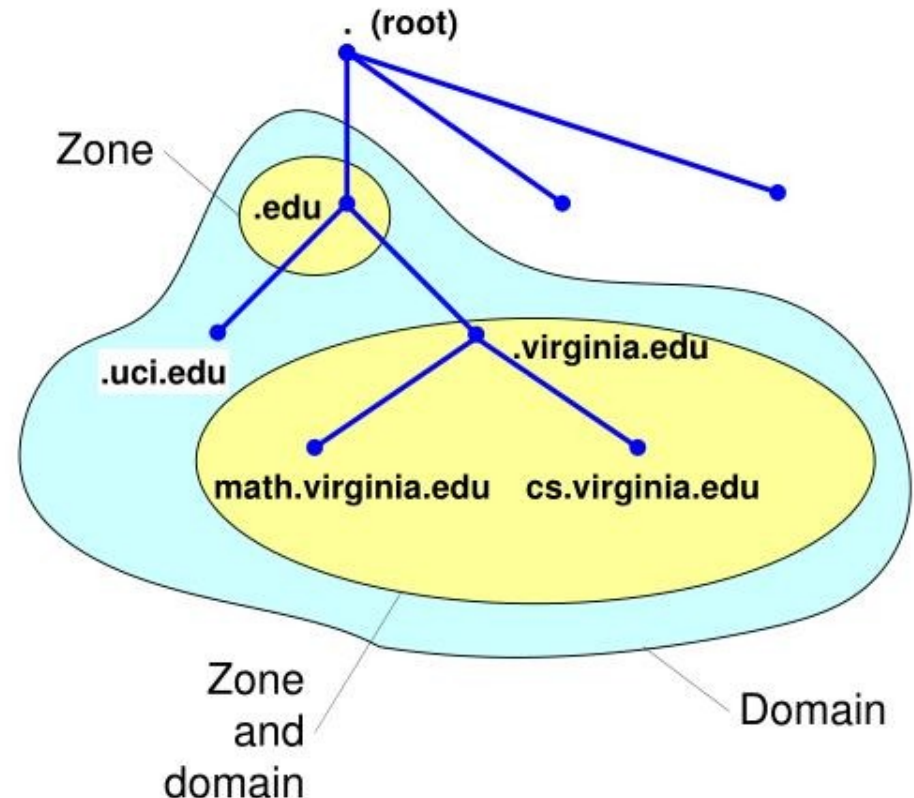 . (root)
Zone
.edu
.virginia.edu
.uci.edu
math.virginia.edu
cs.virginia.edu
Zone
and
domain
Domain